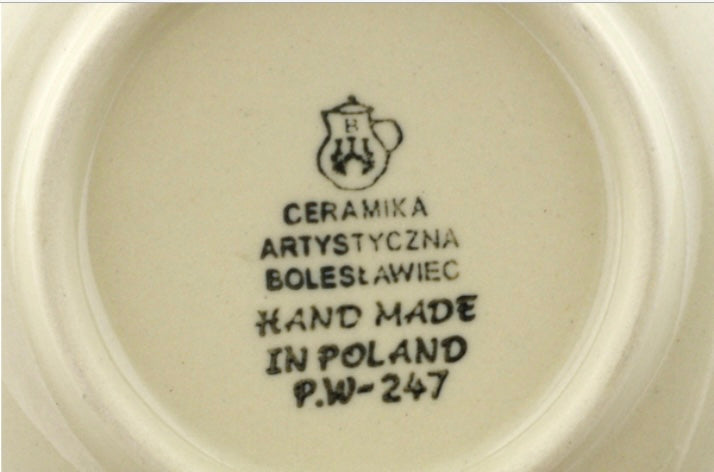 B
CERAMIKA
ARTYSTYCZNA
BOLESŁAWIEC
HAND MADE
IN POLAND
P.W-247